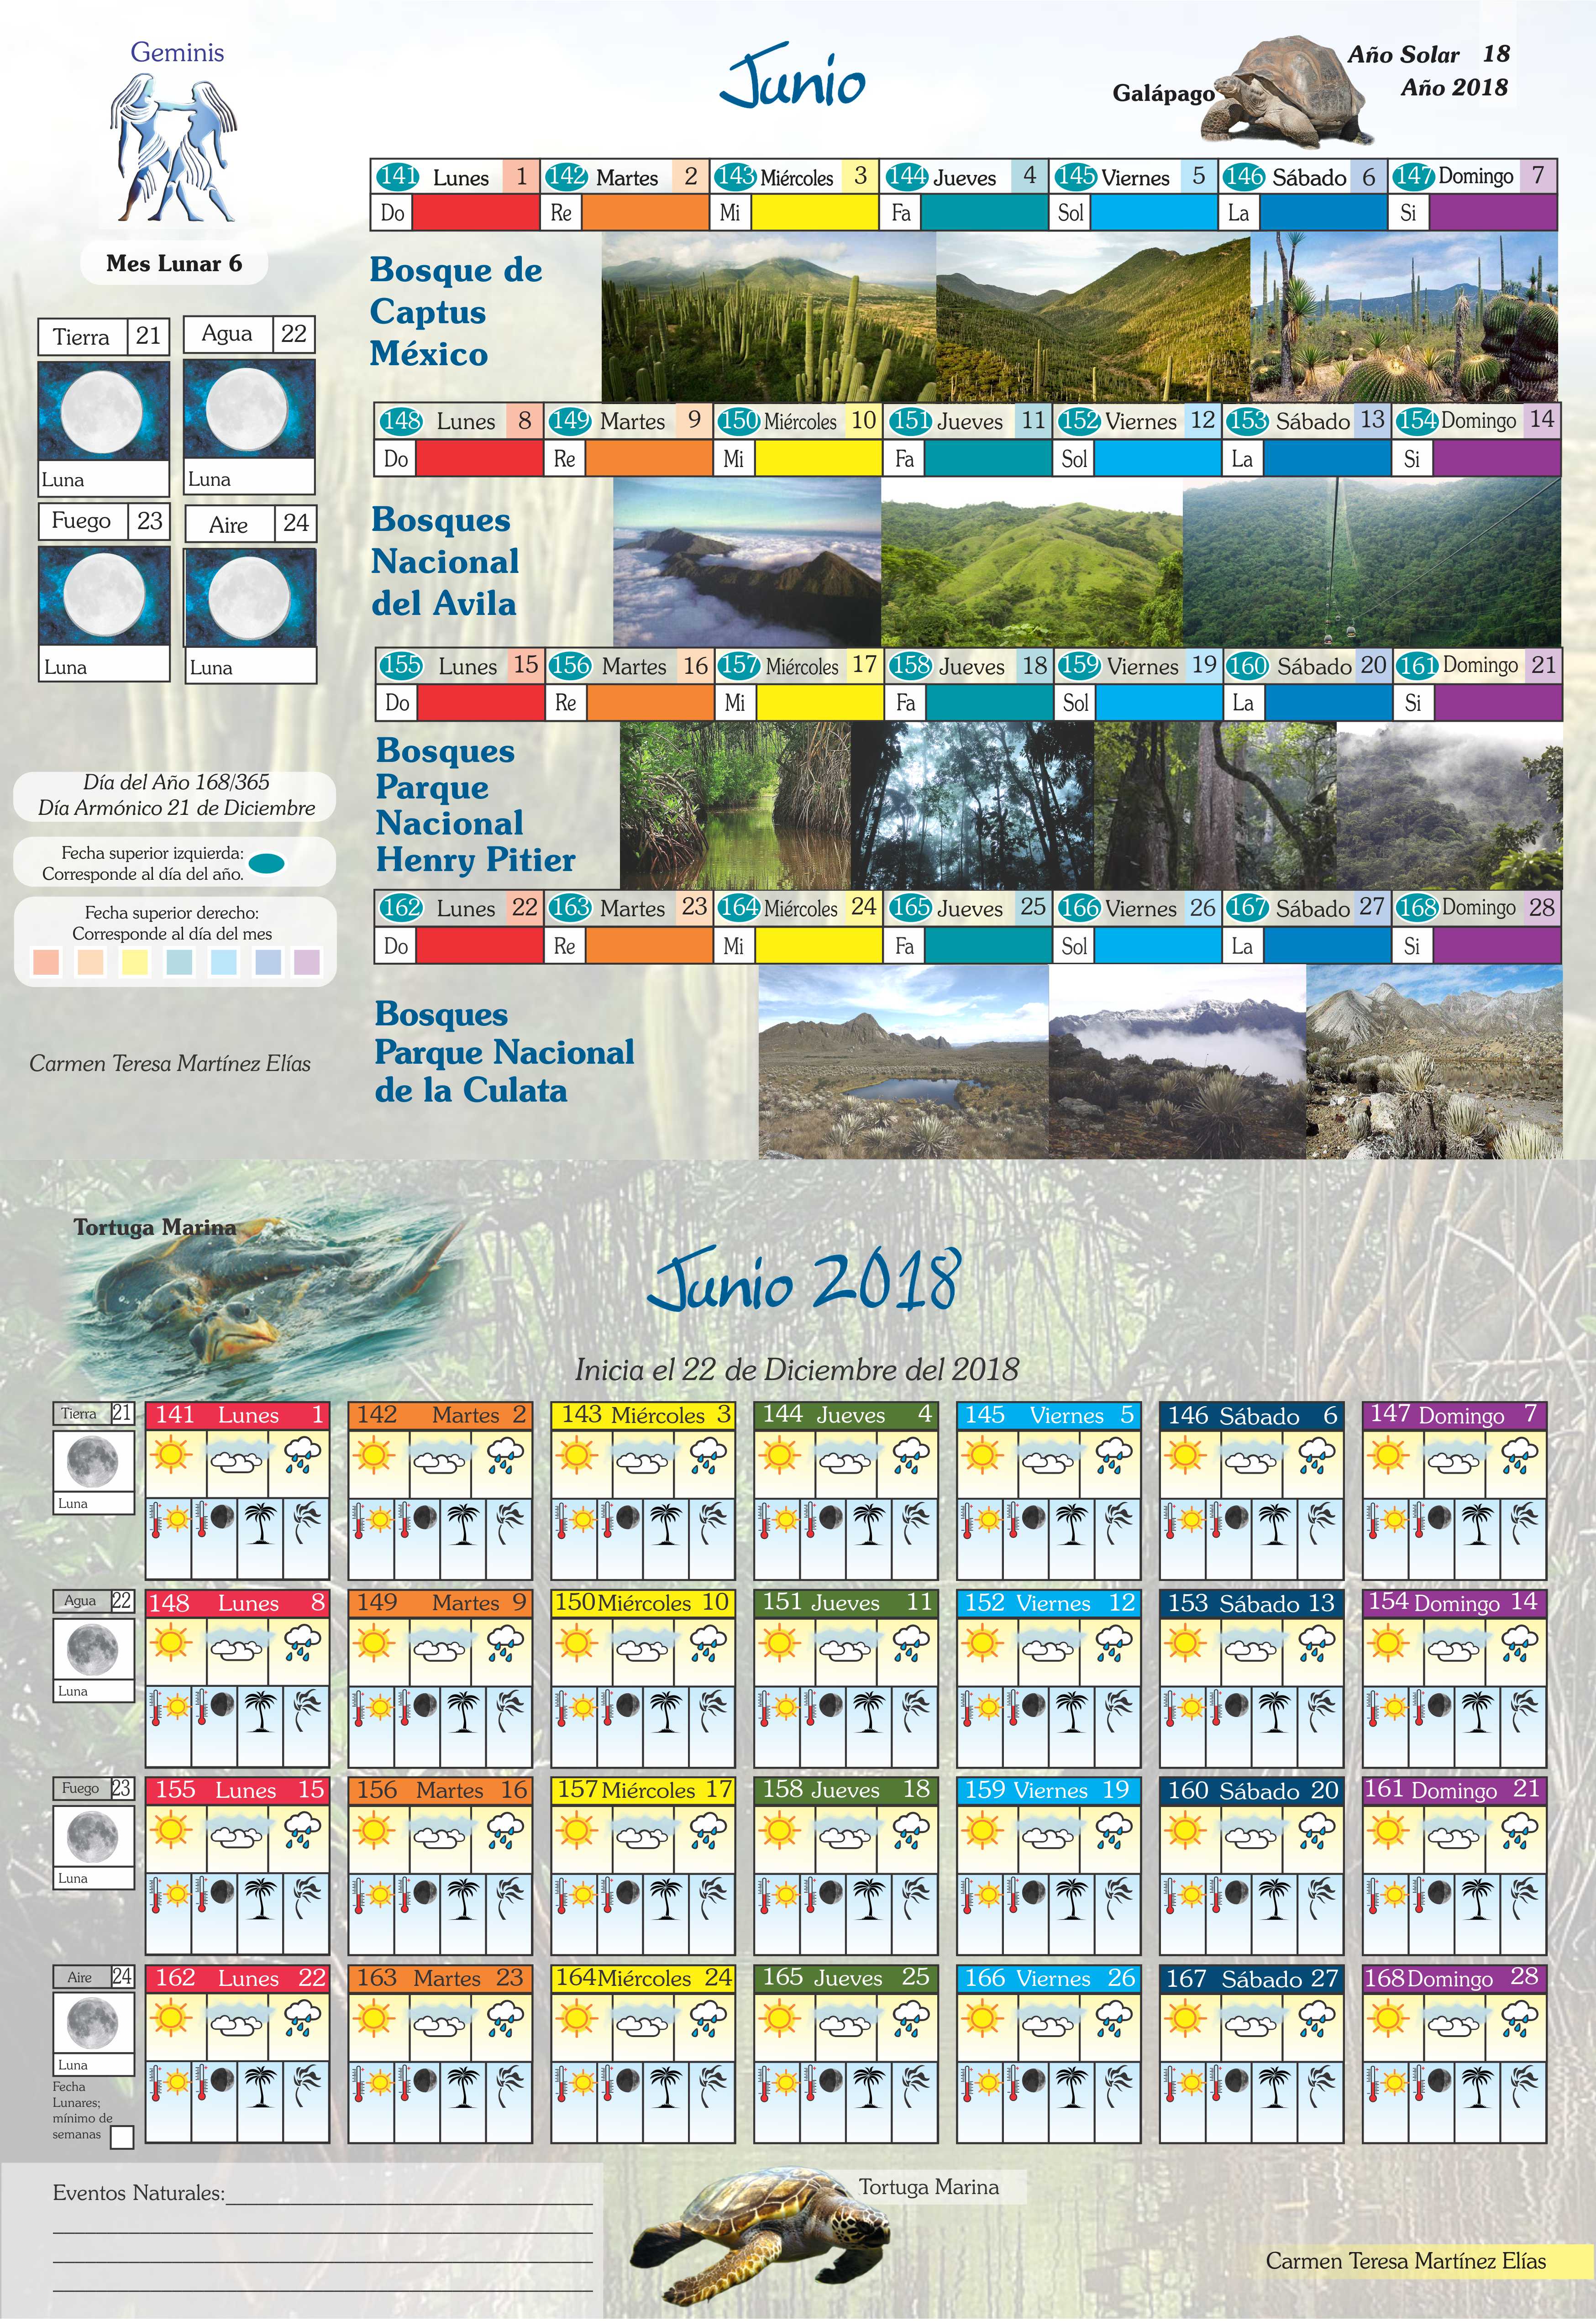 Geminis
Junio
Galápago
Año Solar 18
Año 2018
Mes Lunar 6
Tierra 21
Agua 22
Luna
Luna
Fuego 23
Aire 24
Luna
Luna
Día del Año 168/365
Día Armónico 21 de Diciembre
Fecha superior izquierda:
Corresponde al día del año.
Fecha superior derecho:
Corresponde al día del mes
Carmen Teresa Martínez Elías
141 Lunes 1 142 Martes 2 143 Miércoles 3 144 Jueves 4 145 Viernes 5 146 Sábado 6 147 Domingo 7
Do Re Mi Fa Sol La Si
Bosque de
Captus
México
148 Lunes 8 149 Martes 9 150 Miércoles 10 151 Jueves 11 152 Viernes 12 153 Sábado 13 154 Domingo 14
Do Re Mi Fa Sol La Si
Bosques
Nacional
del Avila
155 Lunes 15 156 Martes 16 157 Miércoles 17 158 Jueves 18 159 Viernes 19 160 Sábado 20 161 Domingo 21
Do Re Mi Fa Sol La Si
Bosques
Parque
Nacional
Henry Pitier
162 Lunes 22 163 Martes 23 164 Miércoles 24 165 Jueves 25 166 Viernes 26 167 Sábado 27 168 Domingo 28
Do Re Mi Fa Sol La Si
Bosques
Parque Nacional
de la Culata
Tortuga Marina
Junio 2018
Inicia el 22 de Diciembre del 2018
Tierra 21 141 Lunes 1 142 Martes 2 143 Miércoles 3 144 Jueves 4 145 Viernes 5 146 Sábado 6 147 Domingo 7
Luna
Agua 22 148 Lunes 8 149 Martes 9 150 Miércoles 10 151 Jueves 11 152 Viernes 12 153 Sábado 13 154 Domingo 14
Luna
Fuego 23 155 Lunes 15 156 Martes 16 157 Miércoles 17 158 Jueves 18 159 Viernes 19 160 Sábado 20 161 Domingo 21
Luna
Aire 24 162 Lunes 22 163 Martes 23 164 Miércoles 24 165 Jueves 25 166 Viernes 26 167 Sábado 27 168 Domingo 28
Luna
Fecha
Lunares;
mínimo de
semanas
Eventos Naturales:
Tortuga Marina
Carmen Teresa Martínez Elías